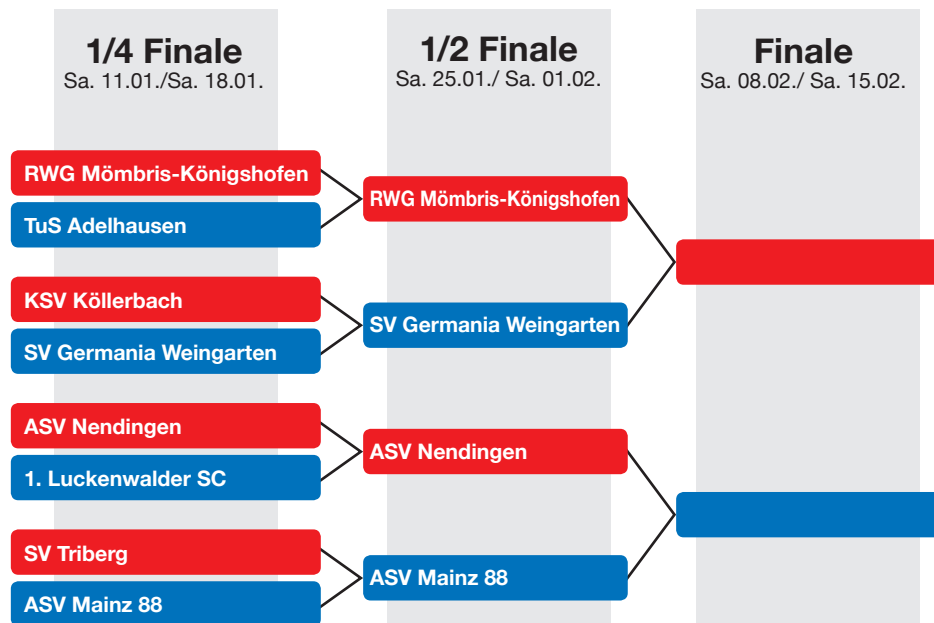 1/4 Finale
Sa. 11.01./Sa. 18.01.
1/2 Finale
Sa. 25.01./ Sa. 01.02.
Finale
Sa. 08.02./ Sa. 15.02.
RWG Mömbris-Königshofen
TuS Adelhausen
KSV Köllerbach
SV Germania Weingarten
ASV Nendingen
1. Luckenwalder SC
SV Triberg
ASV Mainz 88
RWG Mömbris-Königshofen
SV Germania Weingarten
ASV Nendingen
ASV Mainz 88